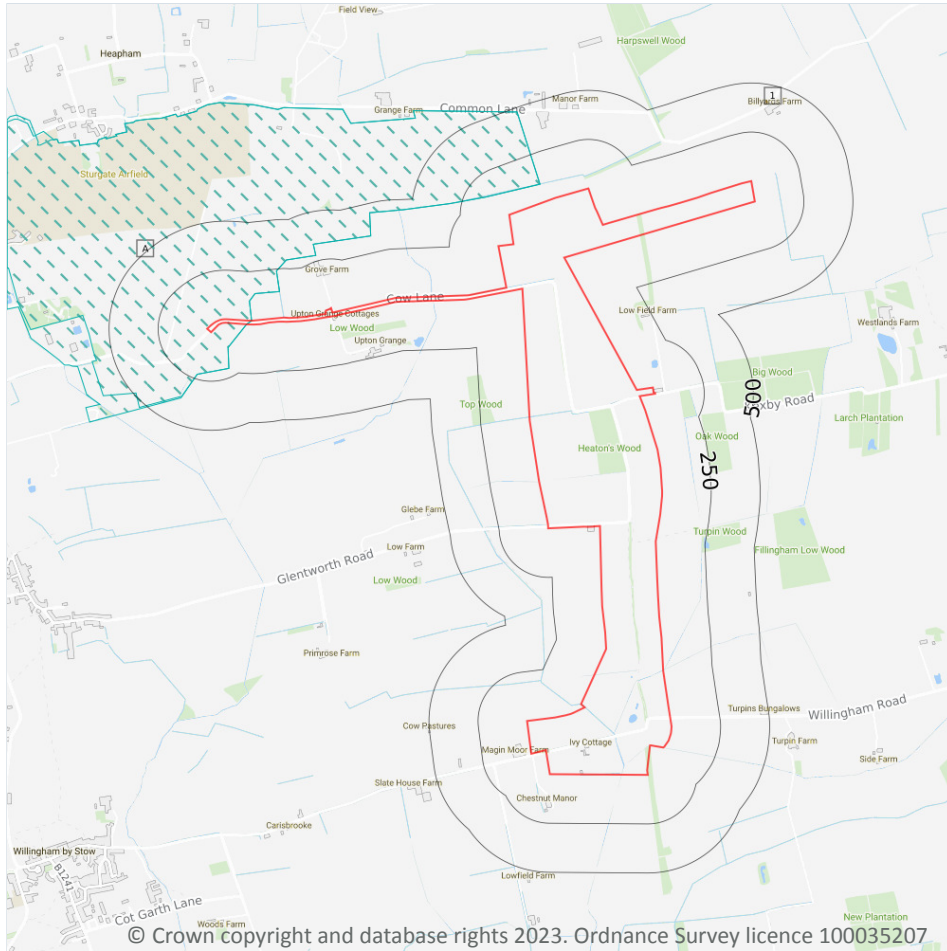 Field View
Heapham
Harpswell Wood
Grange Farm
Common Lane
Manor Farm
1
Billyards Farm
Sturgate Airfield
A
Grove Farm
Cow Lane
Upton Grange Cottages
Low Wood
Upton Grange
Low Field Farm
Westlands Farm
Big Wood
500
Kexby Road
Top Wood
Larch Plantation
Oak Wood
Heaton's Wood
250
Glebe Farm
Turpin Wood
Low Farm
Fillingham Low Wood
Glentworth Road
Low Wood
Primrose Farm
Willingham Road
Turpins Bungalows
Cow Pastures
Ivy Cottage
Turpin Farm
Magin Moor Farm
Side Farm
Slate House Farm
Chestnut Manor
Carisbrooke
Willingham by Stow
B1241
Lowfield Farm
Cot Garth Lane
Woods Farm
New Plantation
© Crown copyright and database rights 2023. Ordnance Survey licence 100035207.